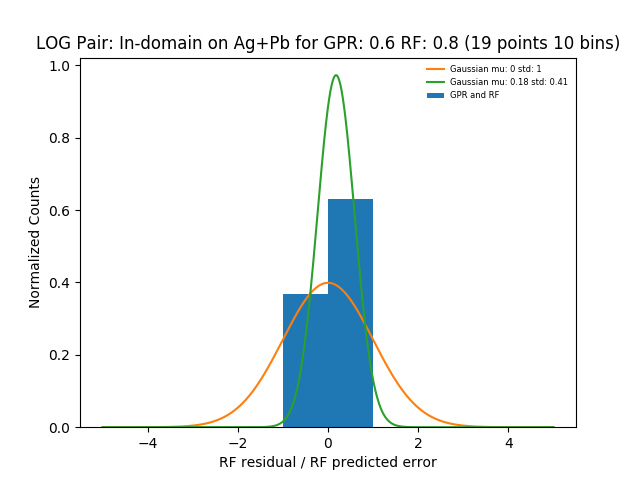 LOG Pair: In-domain on Ag+Pb for GPR: 0.6 RF: 0.8 (19 points 10 bins)
Gaussian mu: 0 std: 1
Gaussian mu: 0.18 std: 0.41
GPR and RF
1.0
0.8
0.6
0.4
0.2
0.0
Normalized Counts
−4 −2 0 2 4
RF residual / RF predicted error